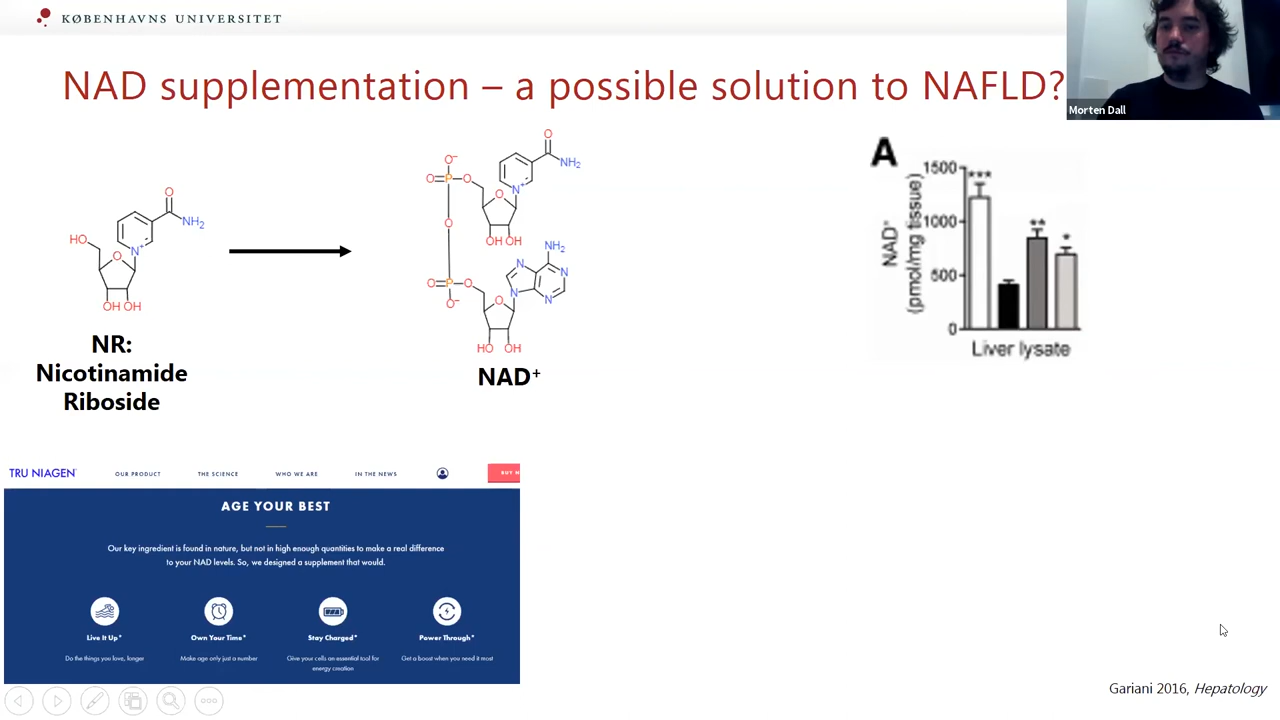 KØBENHAVNS UNIVERSITET
NAD supplementation – a possible solution to NAFLD?
Morten Dall
O
NH₂
HO
N⁺
O
OH OH
NR:
Nicotinamide
Riboside
O⁻
O
P
O
O
NH₂
N⁺
O
OH OH
O
NH₂
N
N
O
P
O
N
N
O⁻
O
HO OH
NAD⁺
A
NAD⁺
(pmol/mg tissue)
1500
1000
500
0
***
**
*
Liver lysate
TRU NIAGEN
OUR PRODUCT
THE SCIENCE
WHO WE ARE
IN THE NEWS
AGE YOUR BEST
Our key ingredient is found in nature, but not in high enough quantities to make a real difference
to your NAD levels. So, we designed a supplement that would.
Live It Up*
Own Your Time*
Stay Charged*
Power Through*
Do the things you love, longer
Make age only just a number
Give your cells an essential tool for
energy creation
Get a boost when you need it most
Gariani 2016, Hepatology